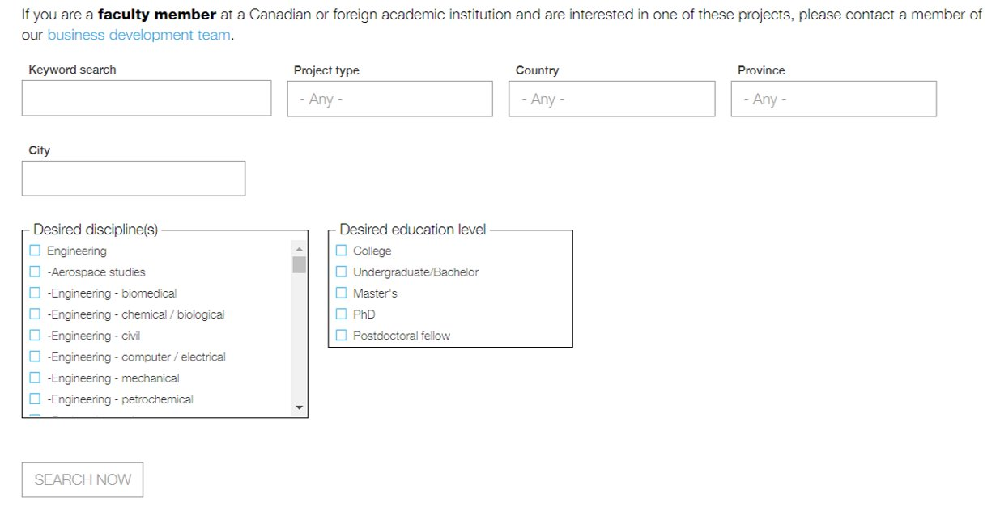 If you are a faculty member at a Canadian or foreign academic institution and are interested in one of these projects, please contact a member of
our business development team.
Keyword search
Project type
Country
Province
- Any -
- Any -
- Any -
City
Desired discipline(s)
Desired education level
Engineering
College
-Aerospace studies
Undergraduate/Bachelor
-Engineering - biomedical
Master's
-Engineering - chemical / biological
PhD
-Engineering - civil
Postdoctoral fellow
-Engineering - computer / electrical
-Engineering - mechanical
-Engineering - petrochemical
SEARCH NOW